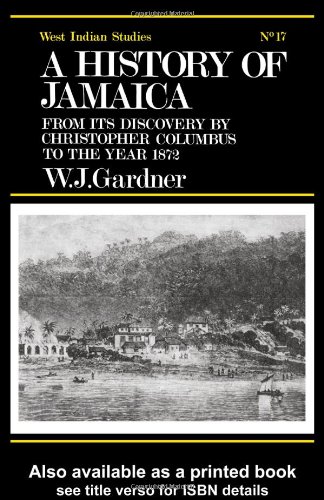 West Indian Studies Nº17
A HISTORY OF
JAMAICA
FROM ITS DISCOVERY BY
CHRISTOPHER COLUMBUS
TO THE YEAR 1872
W.J.Gardner
Also available as a printed book
see title verso for ISBN details